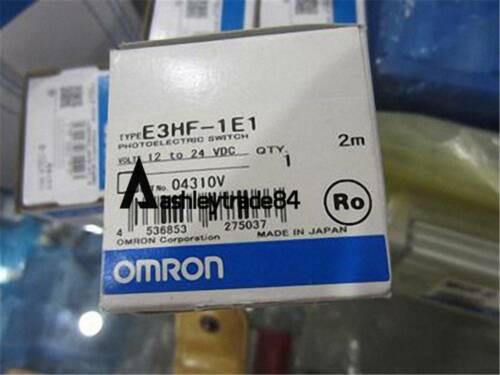 TYPE E3HF-1E1
PHOTOELECTRIC SWITCH
2m
VOLTS 12 to 24 VDC QTY. 1
No. 04310V
ashleytrade84
Ro
4 536853 275037
OMRON Corporation MADE IN JAPAN
OMRON